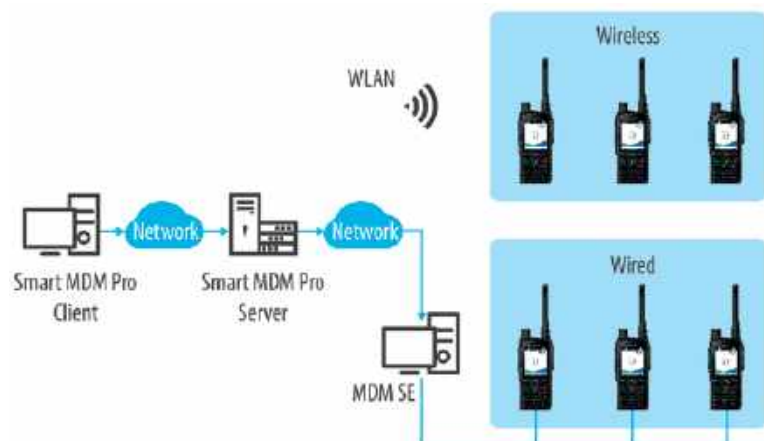 Wireless
WLAN
Network
Network
Smart MDM Pro
Client
Smart MDM Pro
Server
Wired
MDM SE